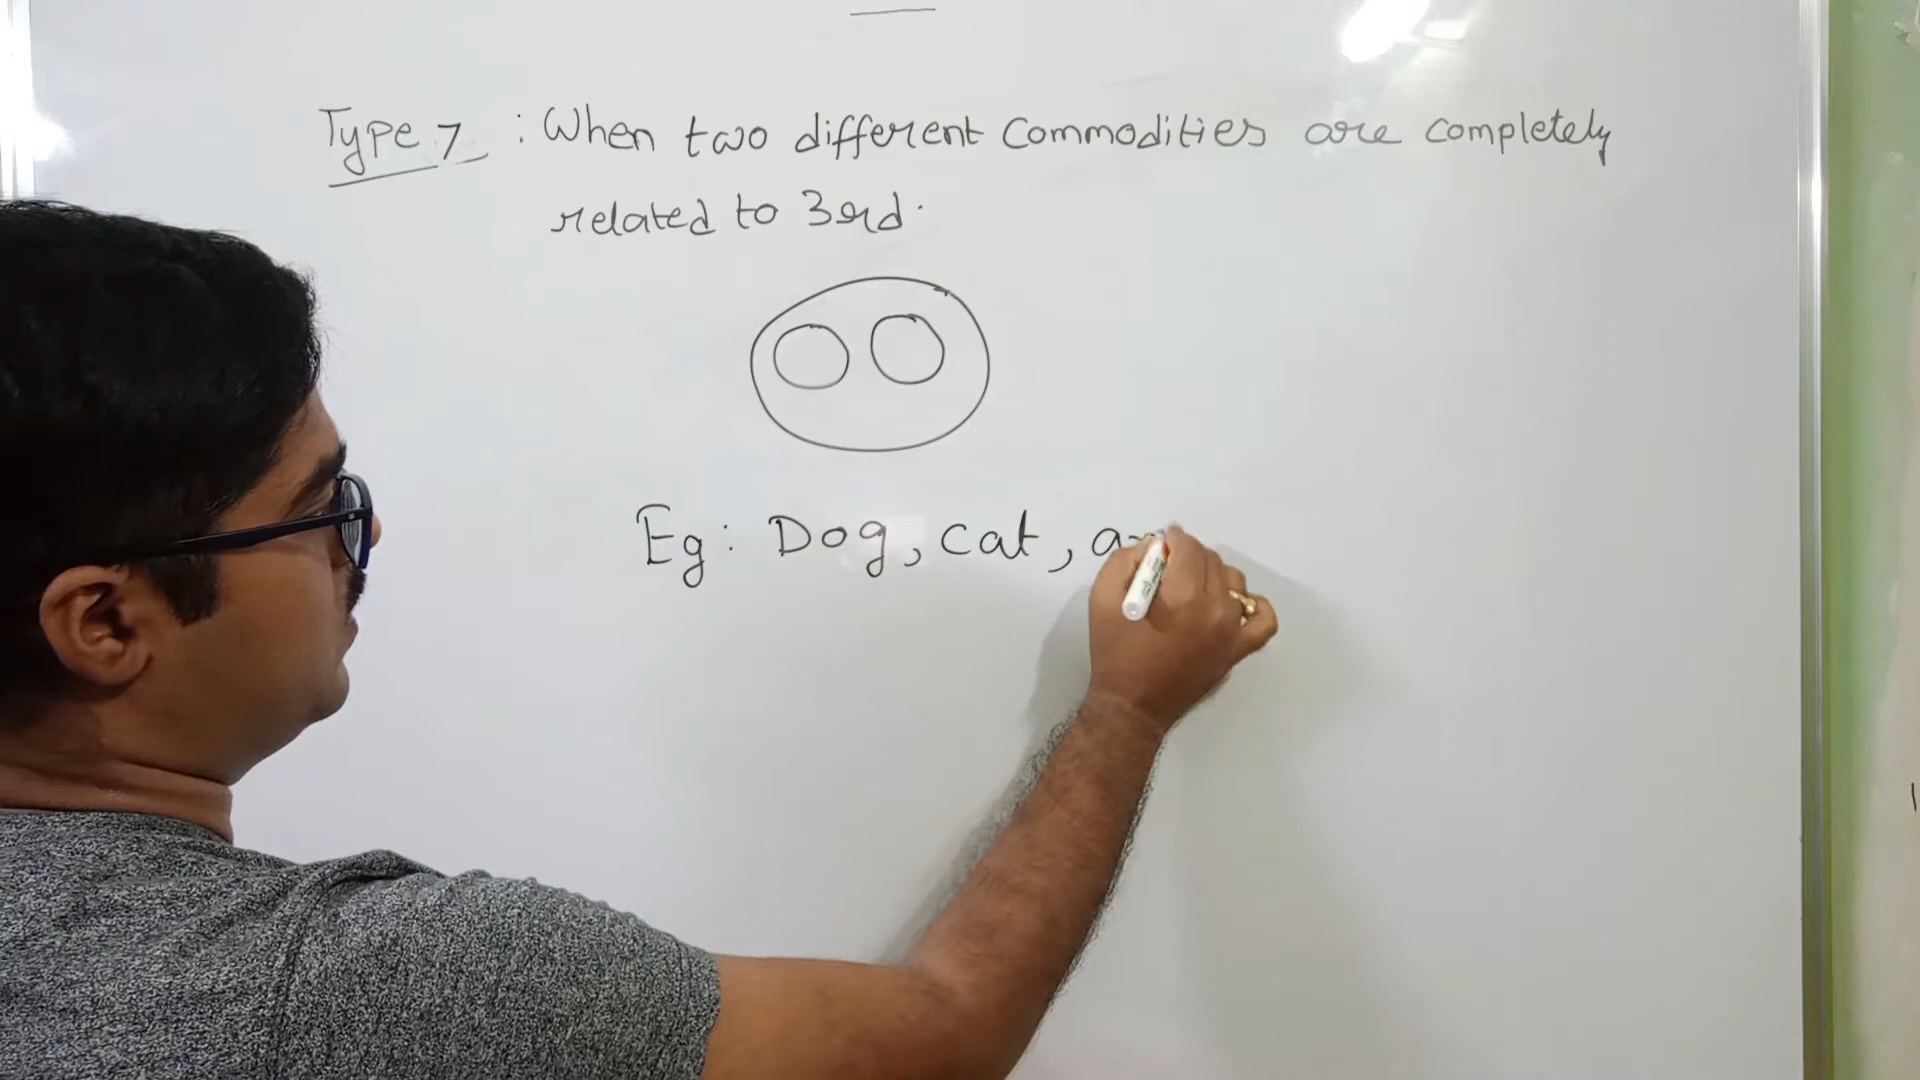 Type 7 : When two different commodities are completely
related to 3rd.
Eg : Dog, cat,